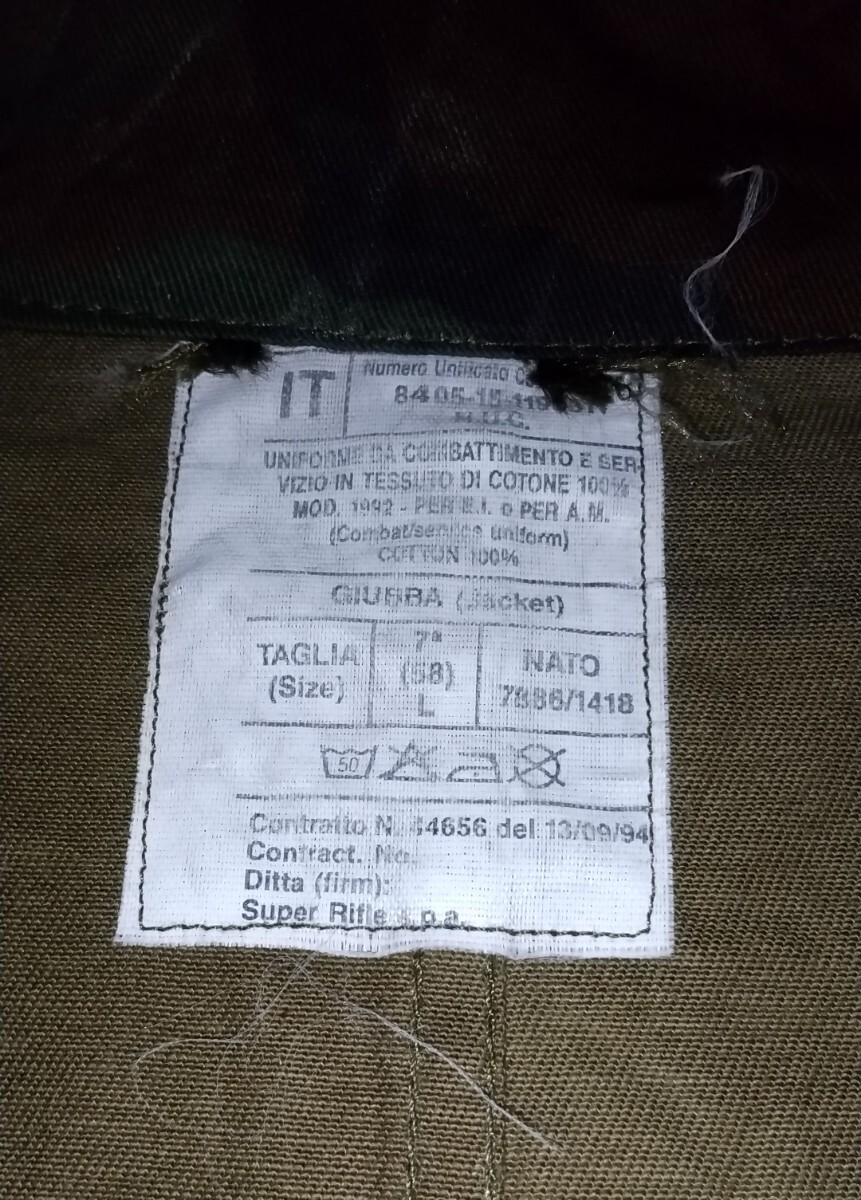 IT
Numero Unificato
8405-15-
N.U.C.
UNIFORME DA COMBATTIMENTO E SER-
VIZIO IN TESSUTO DI COTONE 100%
MOD. 1992 - PER E.I. o PER A.M.
(Combat/service uniform)
COTTON 100%
GIUBBA (Jacket)
TAGLIA
(Size)
7ª
(58)
L
NATO
7886/1418
50
Contratto N. 44656 del 13/09/94
Contract. No.
Ditta (firm):
Super Rifle s.p.a.